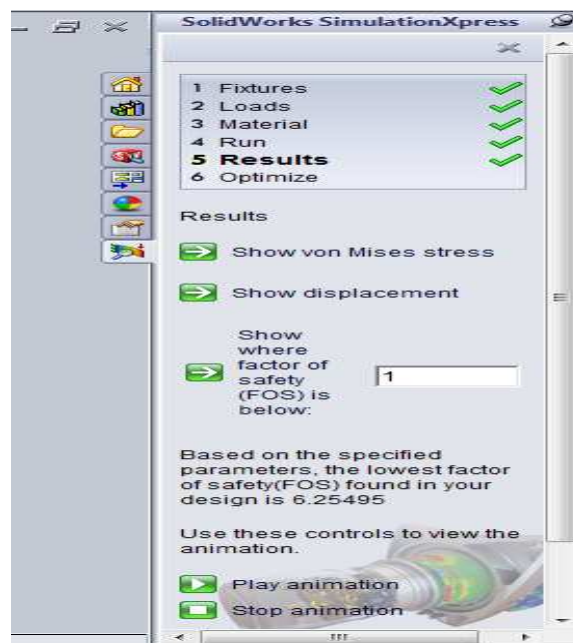 SolidWorks SimulationXpress
1 Fixtures
2 Loads
3 Material
4 Run
5 Results
6 Optimize
Results
Show von Mises stress
Show displacement
Show
where
factor of
safety
(FOS) is
below:
1
Based on the specified
parameters, the lowest factor
of safety(FOS) found in your
design is 6.25495
Use these controls to view the
animation.
Play animation
Stop animation